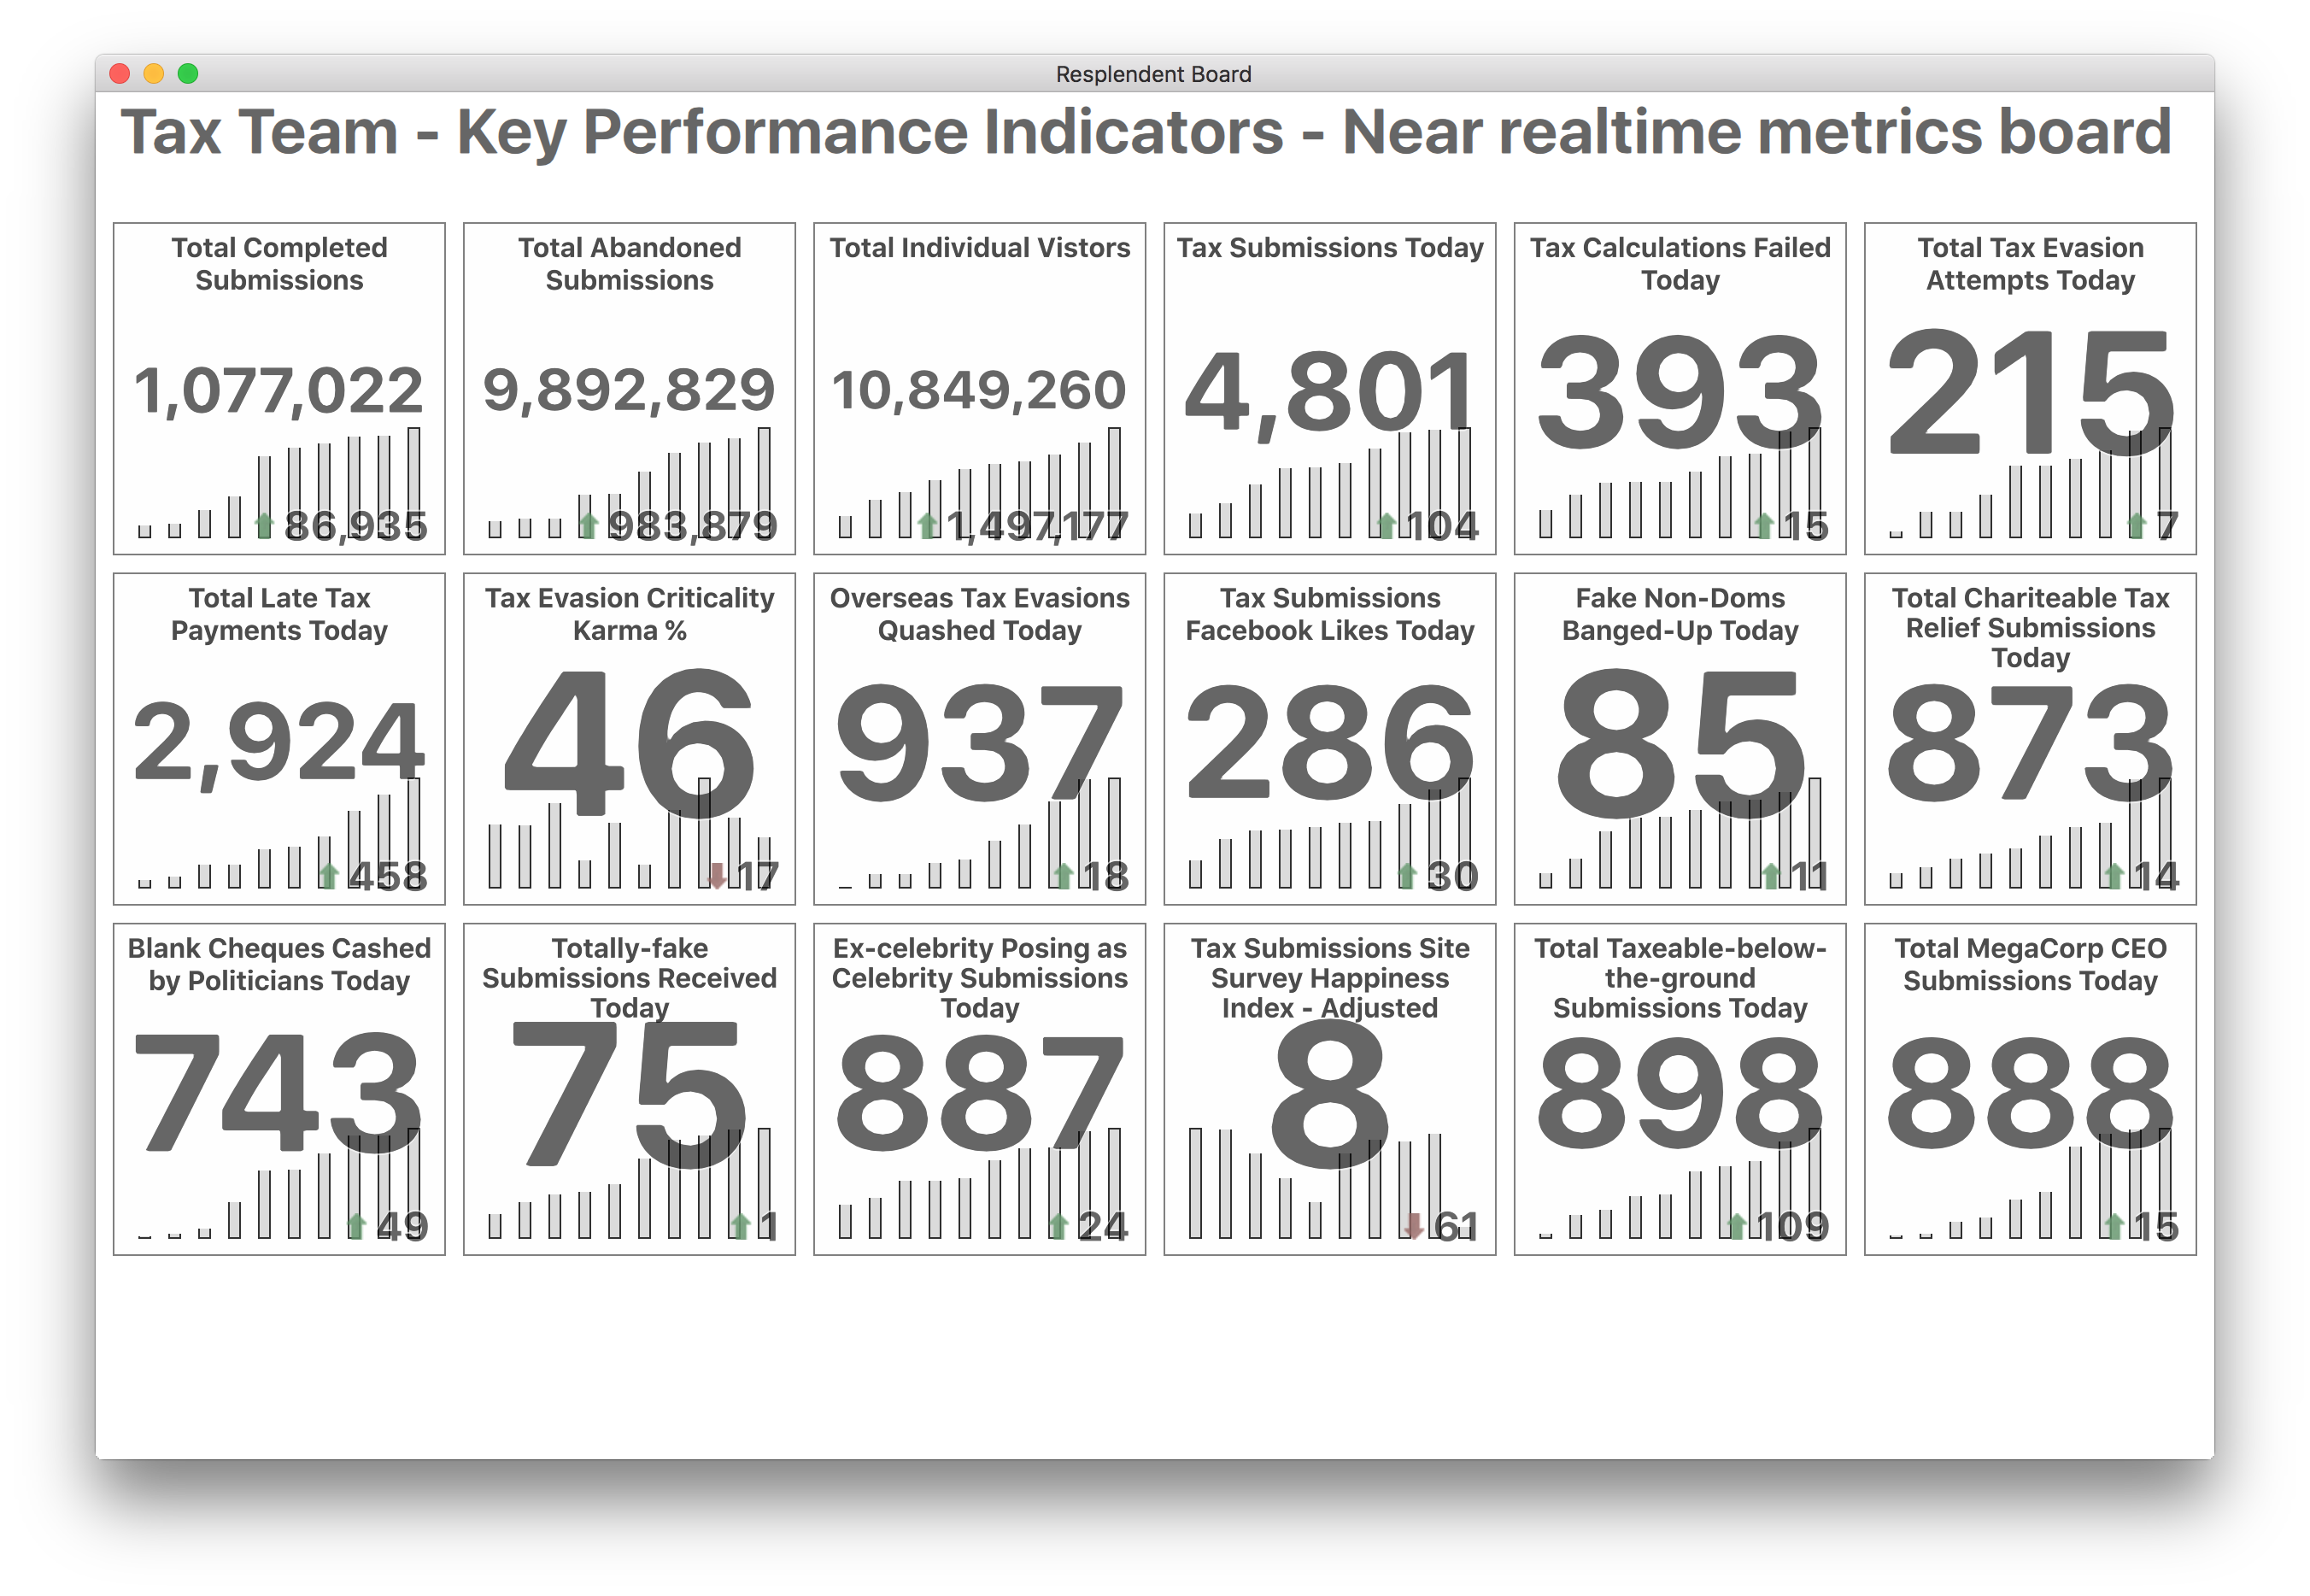 Resplendent Board
Tax Team - Key Performance Indicators - Near realtime metrics board
Total Completed
Submissions
1,077,022
86,935
Total Abandoned
Submissions
9,892,829
983,879
Total Individual Vistors
10,849,260
1,497,177
Tax Submissions Today
4,801
104
Tax Calculations Failed
Today
393
15
Total Tax Evasion
Attempts Today
215
7
Total Late Tax
Payments Today
2,924
458
Tax Evasion Criticality
Karma %
46
17
Overseas Tax Evasions
Quashed Today
937
18
Tax Submissions
Facebook Likes Today
286
30
Fake Non-Doms
Banged-Up Today
85
11
Total Chariteable Tax
Relief Submissions
Today
873
14
Blank Cheques Cashed
by Politicians Today
743
49
Totally-fake
Submissions Received
Today
75
1
Ex-celebrity Posing as
Celebrity Submissions
Today
887
24
Tax Submissions Site
Survey Happiness
Index - Adjusted
8
61
Total Taxeable-below-
the-ground
Submissions Today
898
109
Total MegaCorp CEO
Submissions Today
888
15